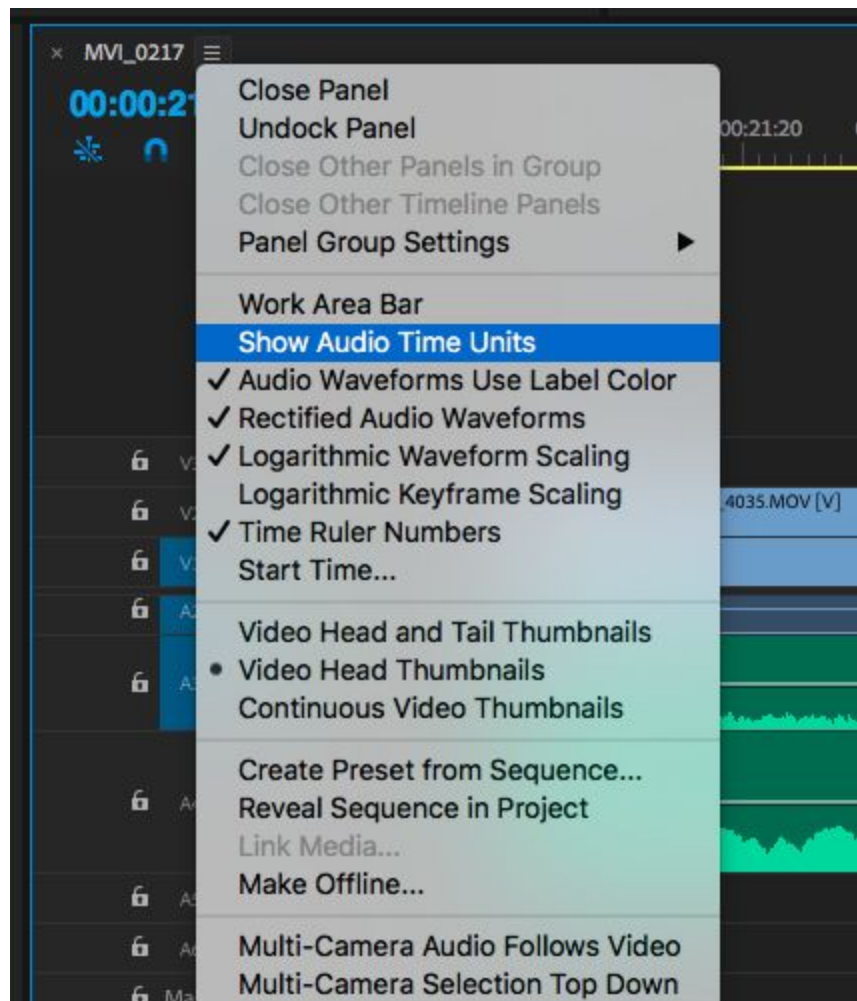 × MVI_0217 ☰
00:00:21
00:21:20
Close Panel
Undock Panel
Close Other Panels in Group
Close Other Timeline Panels
Panel Group Settings
Work Area Bar
Show Audio Time Units
✓ Audio Waveforms Use Label Color
✓ Rectified Audio Waveforms
✓ Logarithmic Waveform Scaling
Logarithmic Keyframe Scaling
✓ Time Ruler Numbers
Start Time...
Video Head and Tail Thumbnails
• Video Head Thumbnails
Continuous Video Thumbnails
Create Preset from Sequence...
Reveal Sequence in Project
Link Media...
Make Offline...
Multi-Camera Audio Follows Video
Multi-Camera Selection Top Down
4035.MOV [V]